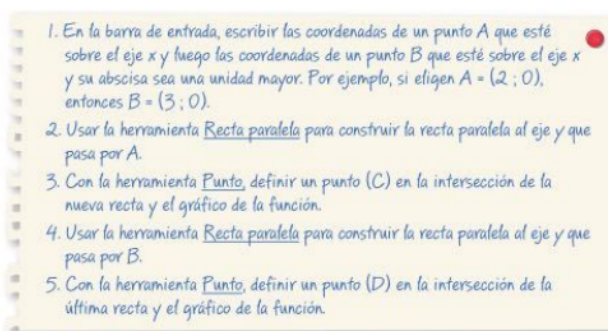 1. En la barra de entrada, escribir las coordenadas de un punto A que esté
sobre el eje x y luego las coordenadas de un punto B que esté sobre el eje x
y su abscisa sea una unidad mayor. Por ejemplo, si eligen A = (2 ; 0),
entonces B = (3 ; 0).
2. Usar la herramienta Recta paralela para construir la recta paralela al eje y que
pasa por A.
3. Con la herramienta Punto, definir un punto (C) en la intersección de la
nueva recta y el gráfico de la función.
4. Usar la herramienta Recta paralela para construir la recta paralela al eje y que
pasa por B.
5. Con la herramienta Punto, definir un punto (D) en la intersección de la
última recta y el gráfico de la función.